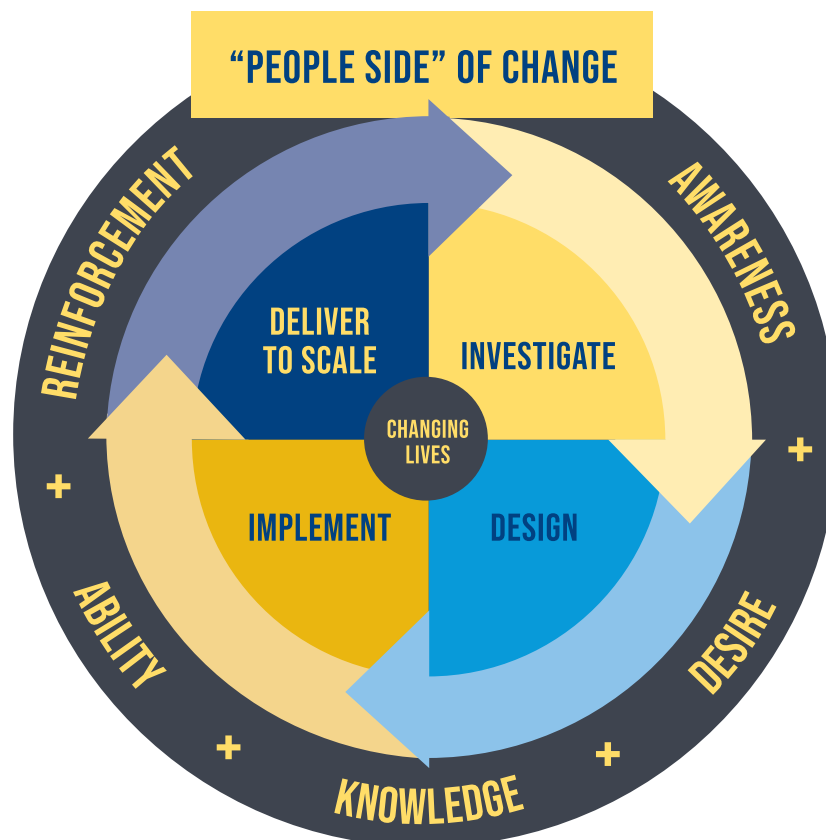 “PEOPLE SIDE” OF CHANGE
AWARENESS
+
DESIRE
+
KNOWLEDGE
+
ABILITY
+
REINFORCEMENT
DELIVER
TO SCALE
INVESTIGATE
CHANGING
LIVES
IMPLEMENT
DESIGN